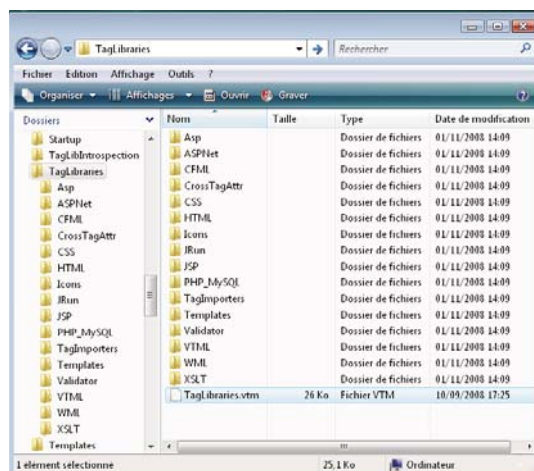 TagLibraries
Rechercher
Fichier Edition Affichage Outils ?
Organiser Affichages Ouvrir Graver
Dossiers
Startup
TagLibIntrospection
TagLibraries
Asp
ASPNet
CFML
CrossTagAttr
CSS
HTML
Icons
JRun
JSP
PHP_MySQL
TagImporters
Templates
Validator
VTML
WML
XSLT
Templates
Nom Taille Type Date de modification
Asp Dossier de fichiers 01/11/2008 14:09
ASPNet Dossier de fichiers 01/11/2008 14:09
CFML Dossier de fichiers 01/11/2008 14:09
CrossTagAttr Dossier de fichiers 01/11/2008 14:09
CSS Dossier de fichiers 01/11/2008 14:09
HTML Dossier de fichiers 01/11/2008 14:09
Icons Dossier de fichiers 01/11/2008 14:09
JRun Dossier de fichiers 01/11/2008 14:09
JSP Dossier de fichiers 01/11/2008 14:09
PHP_MySQL Dossier de fichiers 01/11/2008 14:09
TagImporters Dossier de fichiers 01/11/2008 14:09
Templates Dossier de fichiers 01/11/2008 14:09
Validator Dossier de fichiers 01/11/2008 14:09
VTML Dossier de fichiers 01/11/2008 14:09
WML Dossier de fichiers 01/11/2008 14:09
XSLT Dossier de fichiers 01/11/2008 14:09
TagLibraries.vtm 26 Ko Fichier VTM 10/09/2008 17:25
1 élément sélectionné 25,1 Ko Ordinateur